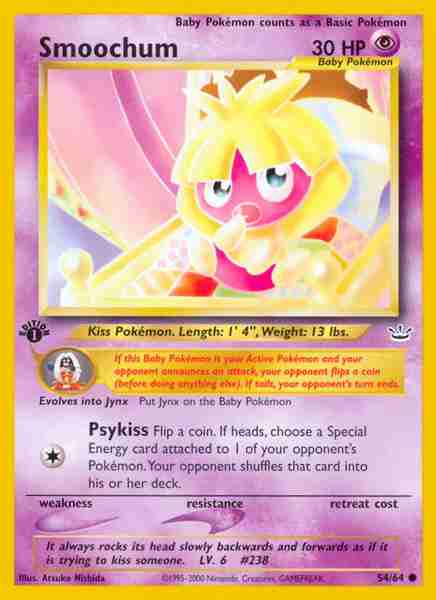 Baby Pokémon counts as a Basic Pokémon
Smoochum 30 HP
Baby Pokémon
EDITION
1
Kiss Pokémon. Length: 1' 4", Weight: 13 lbs.
If this Baby Pokémon is your Active Pokémon and your
opponent announces an attack, your opponent flips a coin
(before doing anything else). If tails, your opponent's turn ends.
Evolves into Jynx Put Jynx on the Baby Pokémon
Psykiss Flip a coin. If heads, choose a Special
Energy card attached to 1 of your opponent's
Pokémon. Your opponent shuffles that card into
his or her deck.
weakness resistance retreat cost
It always rocks its head slowly backwards and forwards as if it
is trying to kiss someone. LV. 6 #238
Illus. Atsuko Nishida ©1995-2000 Nintendo, Creatures, GAMEFREAK. 54/64